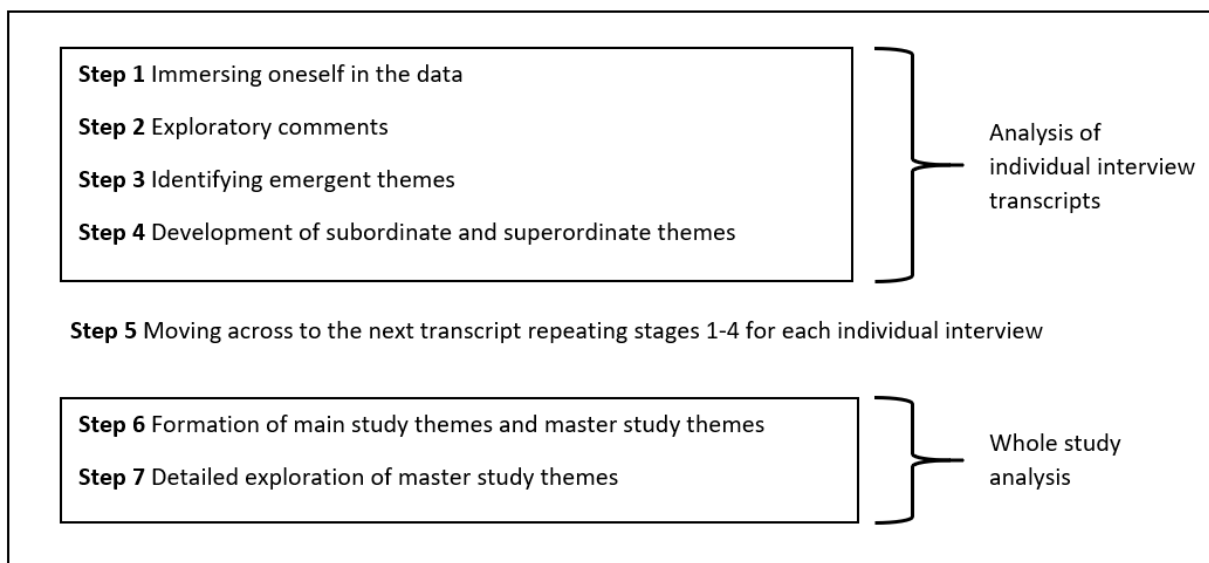 Step 1 Immersing oneself in the data
Step 2 Exploratory comments
Step 3 Identifying emergent themes
Step 4 Development of subordinate and superordinate themes
Analysis of
individual interview
transcripts
Step 5 Moving across to the next transcript repeating stages 1-4 for each individual interview
Step 6 Formation of main study themes and master study themes
Step 7 Detailed exploration of master study themes
Whole study
analysis